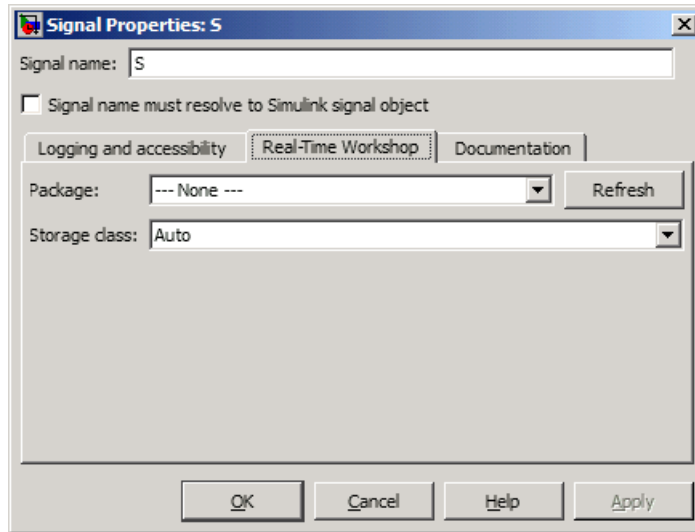 Signal Properties: S
Signal name: S
Signal name must resolve to Simulink signal object
Logging and accessibility Real-Time Workshop Documentation
Package: --- None --- Refresh
Storage class: Auto
OK Cancel Help Apply